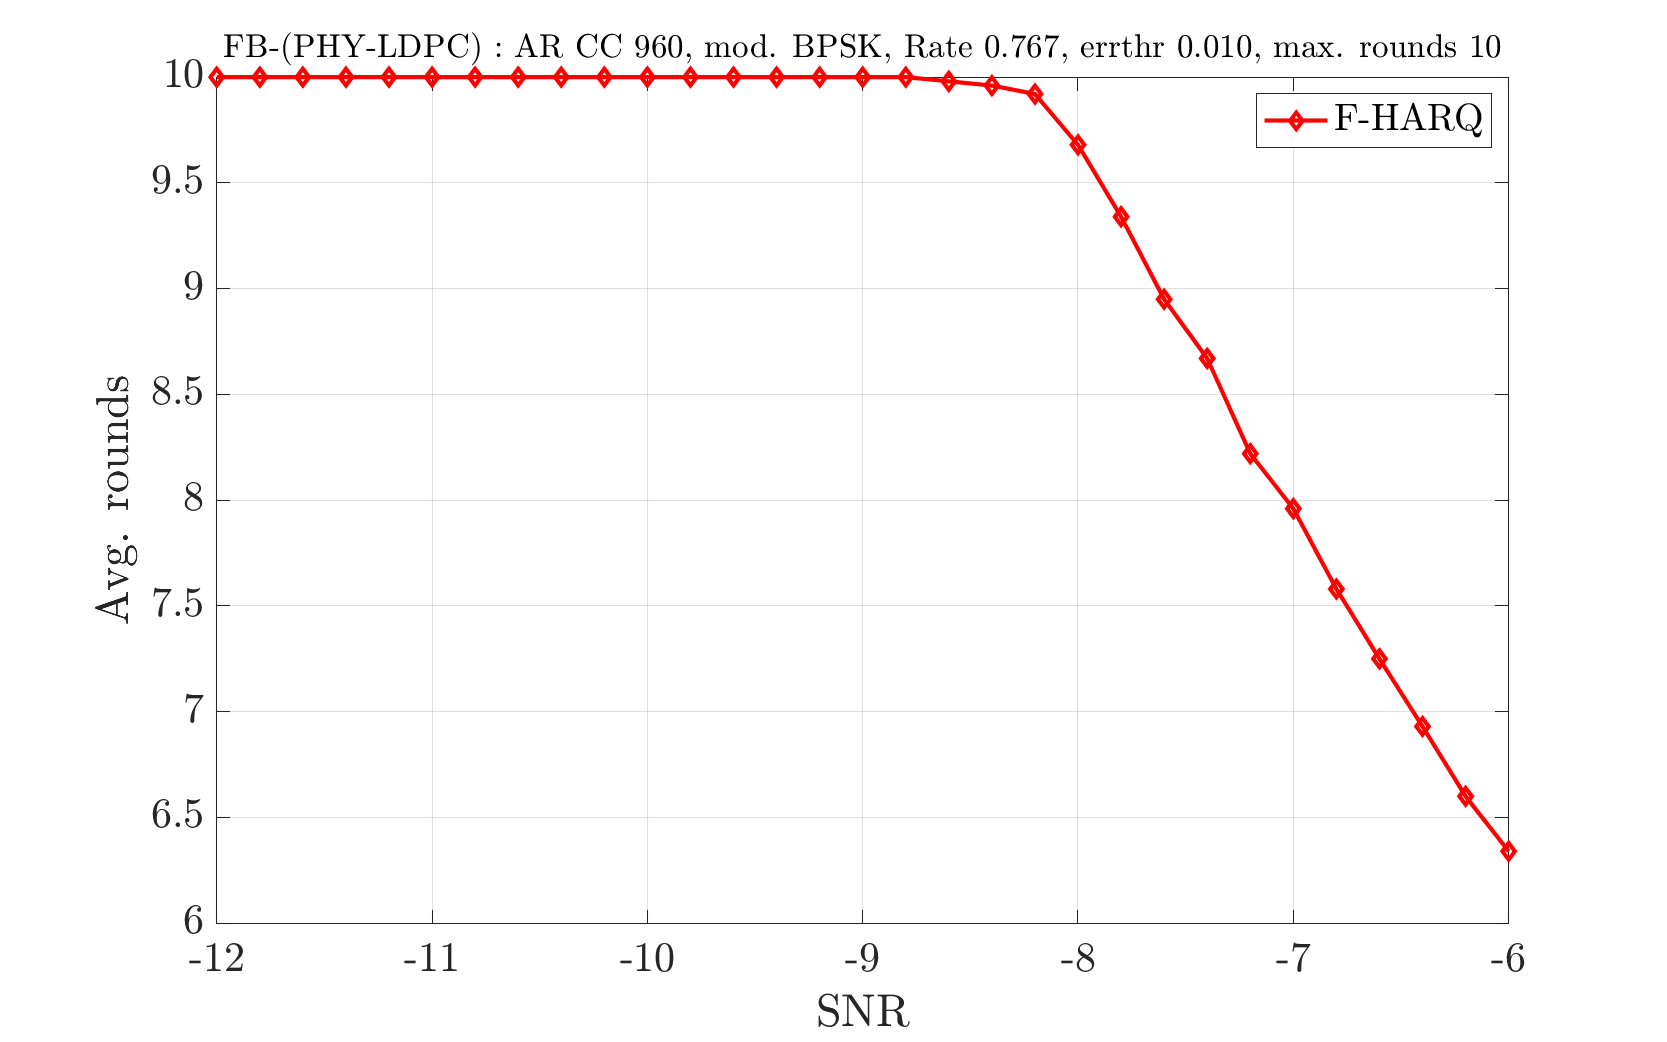 FB-(PHY-LDPC) : AR CC 960, mod. BPSK, Rate 0.767, errthr 0.010, max. rounds 10
F-HARQ
10
9.5
9
8.5
8
7.5
7
6.5
6
Avg. rounds
-12 -11 -10 -9 -8 -7 -6
SNR